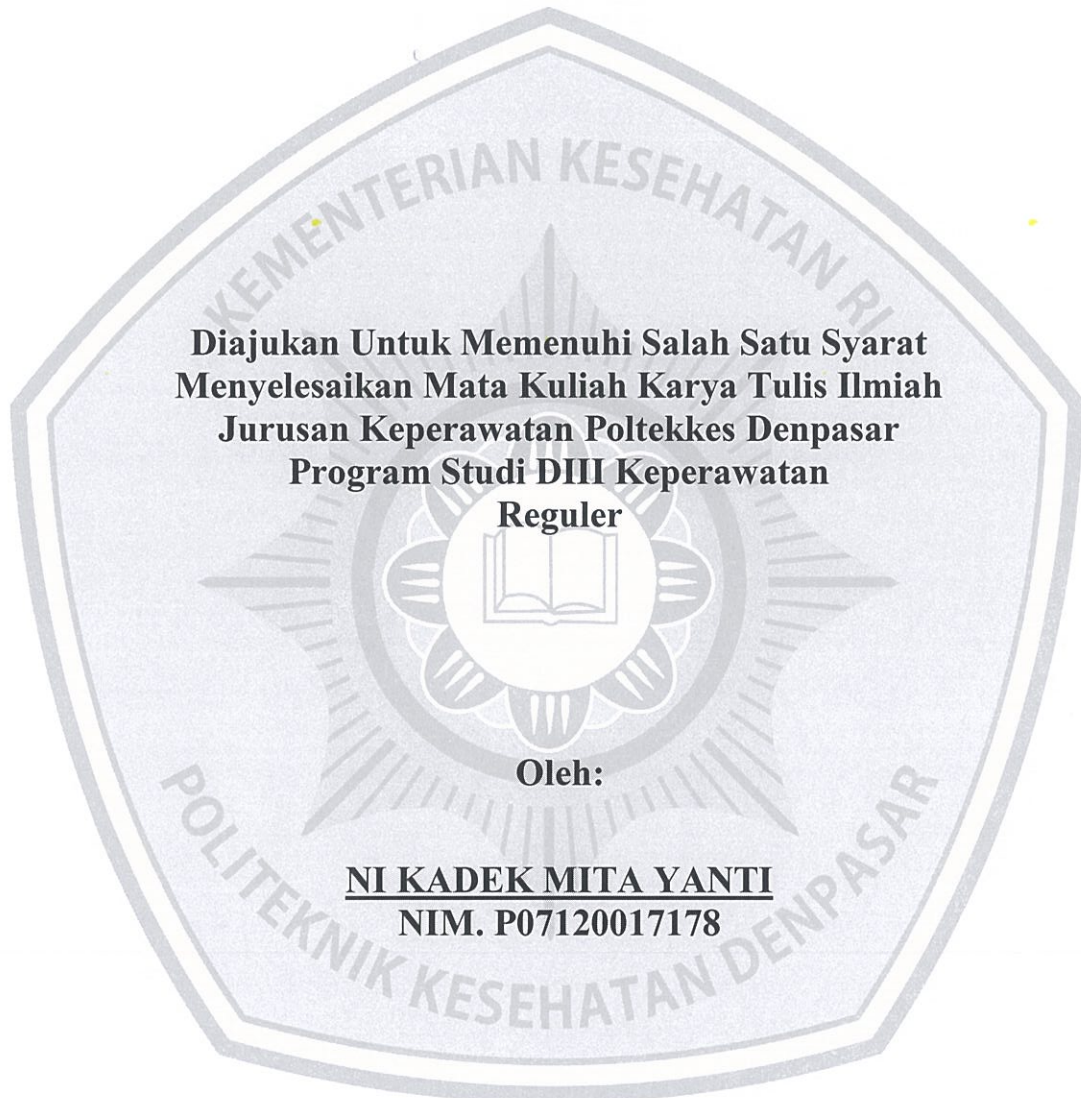 KEMENTERIAN KESEHATAN RI
Diajukan Untuk Memenuhi Salah Satu Syarat
Menyelesaikan Mata Kuliah Karya Tulis Ilmiah
Jurusan Keperawatan Poltekkes Denpasar
Program Studi DIII Keperawatan
Reguler
Oleh:
NI KADEK MITA YANTI
NIM. P07120017178
POLITEKNIK KESEHATAN DENPASAR